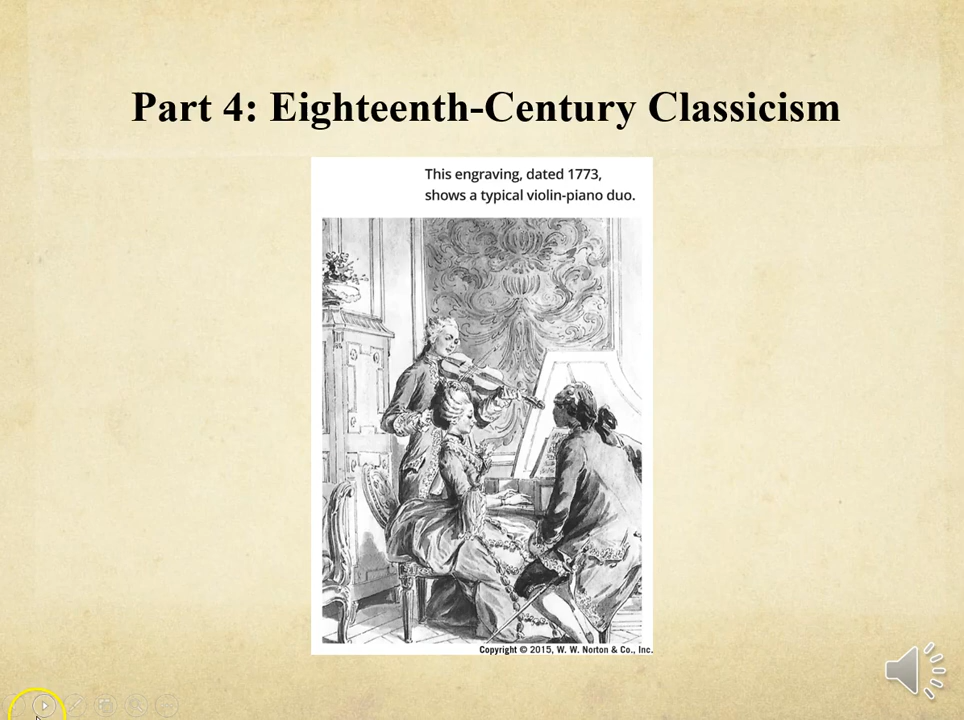 Part 4: Eighteenth-Century Classicism
This engraving, dated 1773,
shows a typical violin-piano duo.
Copyright © 2015, W. W. Norton & Co., Inc.